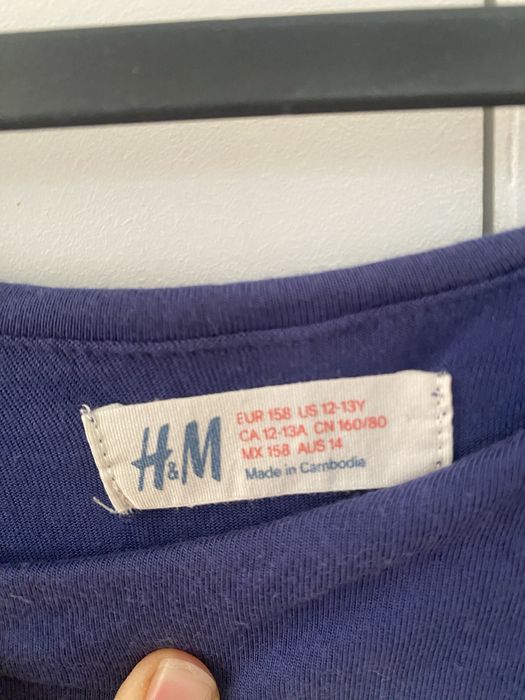 H&M
EUR 158 US 12-13Y
CA 12-13A CN 160/80
MX 158 AUS 14
Made in Cambodia